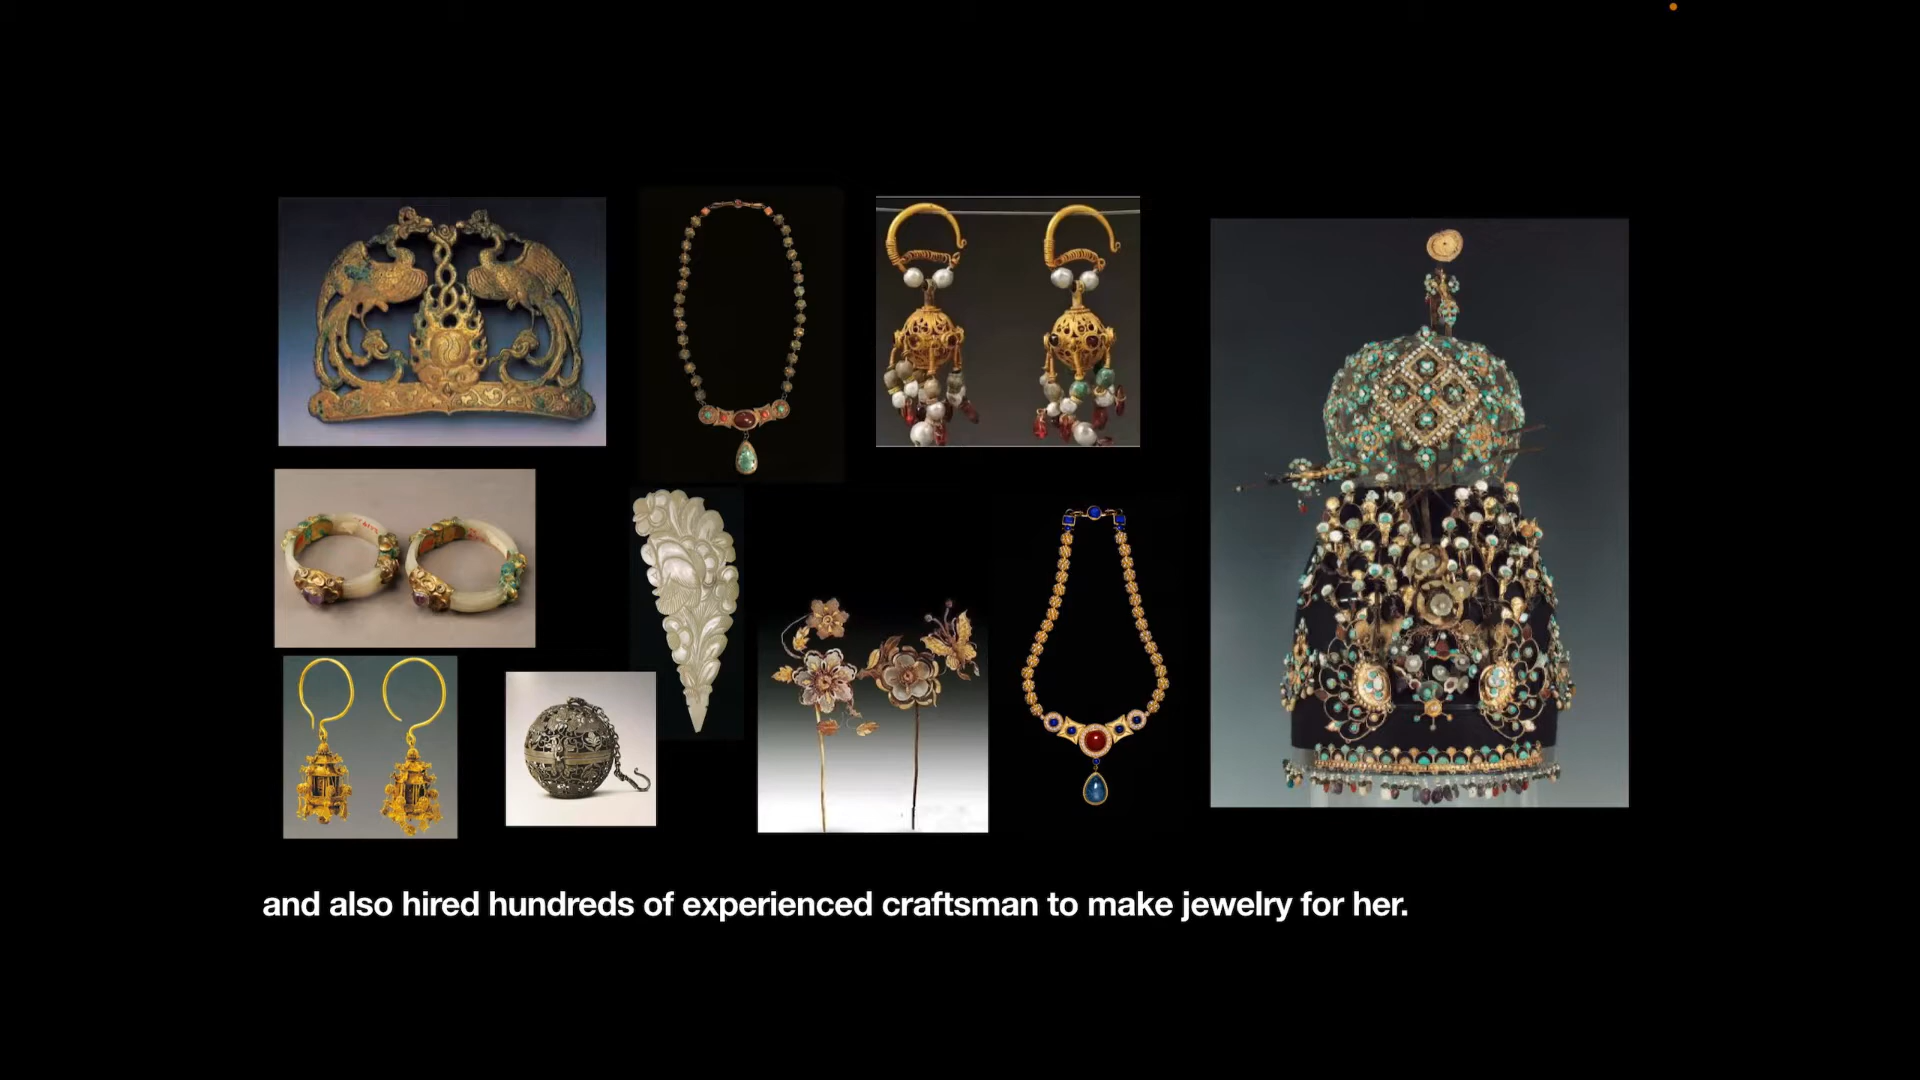 and also hired hundreds of experienced craftsman to make jewelry for her.